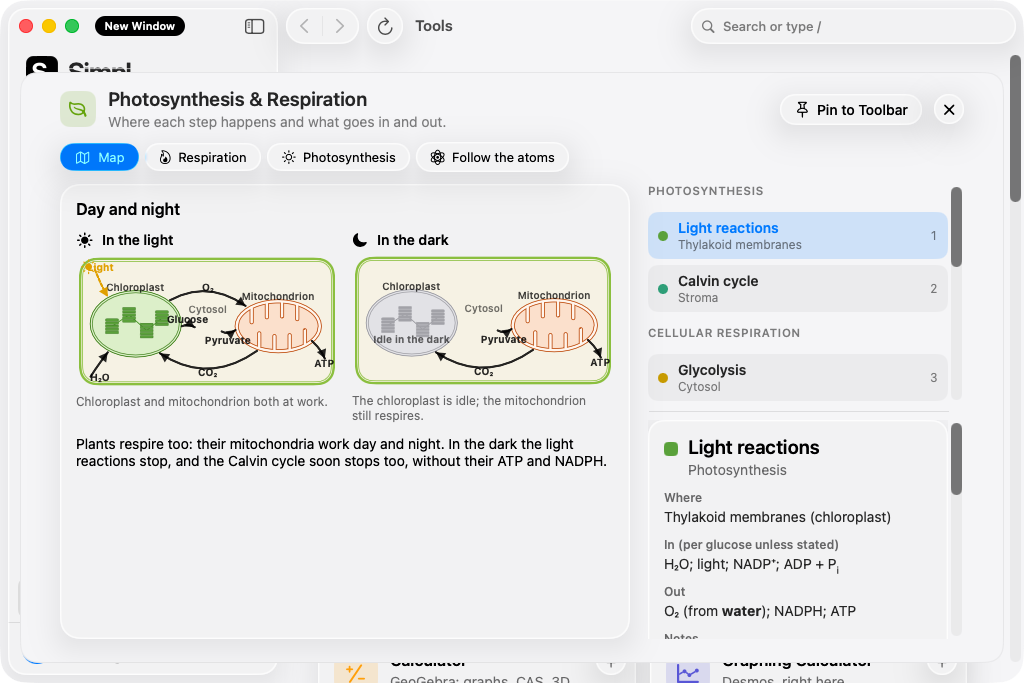 New Window
Tools
Search or type /
Simpl
Photosynthesis & Respiration
Where each step happens and what goes in and out.
Pin to Toolbar
Map
Respiration
Photosynthesis
Follow the atoms
Day and night
In the light
In the dark
Light
Chloroplast
O₂
Mitochondrion
Cytosol
Glucose
Pyruvate
ATP
H₂O
CO₂
Chloroplast
Mitochondrion
Cytosol
Idle in the dark
Pyruvate
ATP
CO₂
Chloroplast and mitochondrion both at work.
The chloroplast is idle; the mitochondrion
still respires.
Plants respire too: their mitochondria work day and night. In the dark the light
reactions stop, and the Calvin cycle soon stops too, without their ATP and NADPH.
PHOTOSYNTHESIS
Light reactions
Thylakoid membranes
1
Calvin cycle
Stroma
2
CELLULAR RESPIRATION
Glycolysis
Cytosol
3
Light reactions
Photosynthesis
Where
Thylakoid membranes (chloroplast)
In (per glucose unless stated)
H₂O; light; NADP⁺; ADP + Pᵢ
Out
O₂ (from water); NADPH; ATP
Notes
Calculator
GeoGebra: graphs, CAS, 3D
Graphing Calculator
Desmos, right here